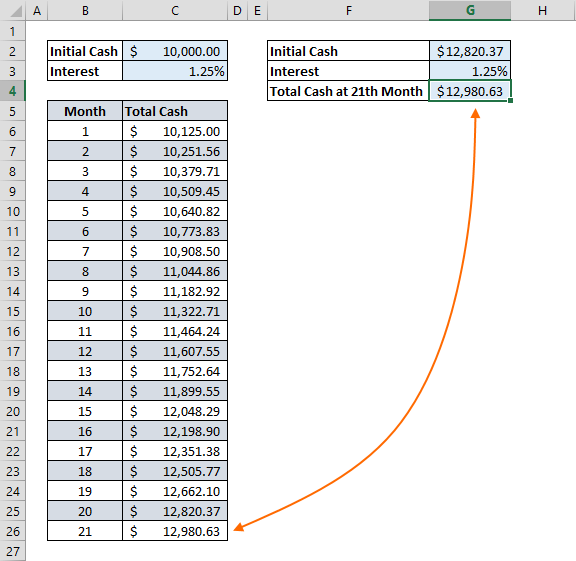 A B C D E F G H
1
2 Initial Cash $ 10,000.00 Initial Cash $12,820.37
3 Interest 1.25% Interest 1.25%
4 Total Cash at 21th Month $12,980.63
5 Month Total Cash
6 1 $ 10,125.00
7 2 $ 10,251.56
8 3 $ 10,379.71
9 4 $ 10,509.45
10 5 $ 10,640.82
11 6 $ 10,773.83
12 7 $ 10,908.50
13 8 $ 11,044.86
14 9 $ 11,182.92
15 10 $ 11,322.71
16 11 $ 11,464.24
17 12 $ 11,607.55
18 13 $ 11,752.64
19 14 $ 11,899.55
20 15 $ 12,048.29
21 16 $ 12,198.90
22 17 $ 12,351.38
23 18 $ 12,505.77
24 19 $ 12,662.10
25 20 $ 12,820.37
26 21 $ 12,980.63
27